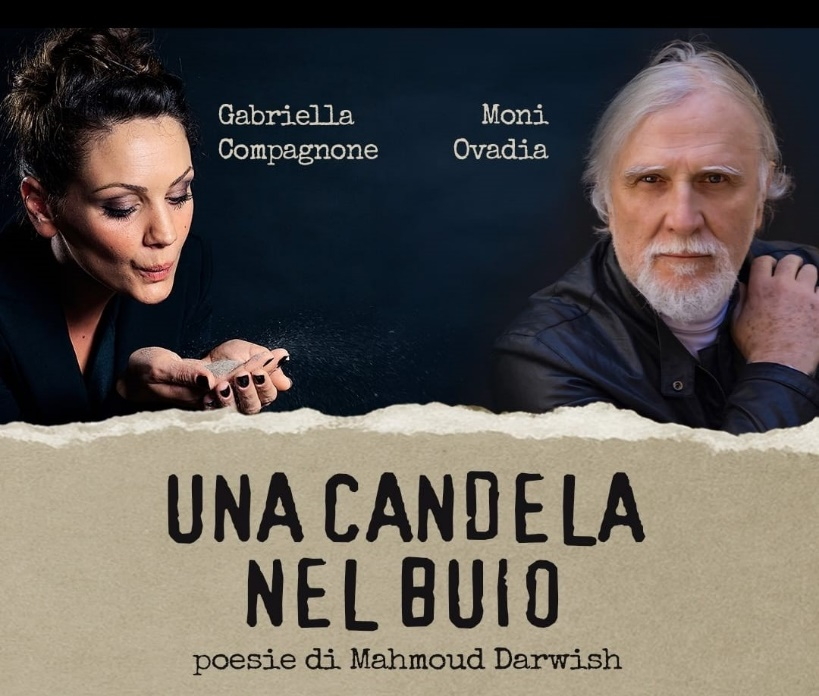 Gabriella
Compagnone
Moni
Ovadia
UNA CANDELA
NEL BUIO
poesie di Mahmoud Darwish